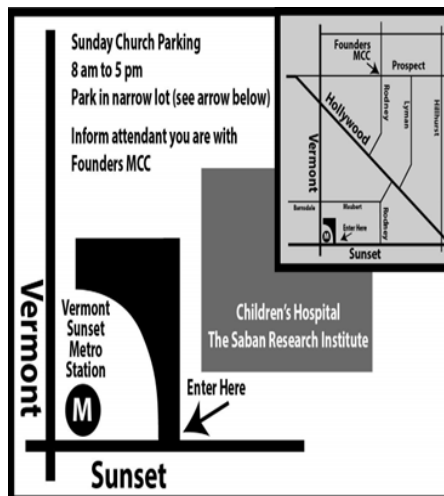 Sunday Church Parking
8 am to 5 pm
Park in narrow lot (see arrow below)
Inform attendant you are with
Founders MCC
Founders
MCC
Prospect
Hollywood
Rodney
Lyman
Hillhurst
Vermont
Barnsdale
Maubert
Rodney
M
Enter Here
Sunset
Vermont
Vermont
Sunset
Metro
Station
M
Children's Hospital
The Saban Research Institute
Enter Here
Sunset